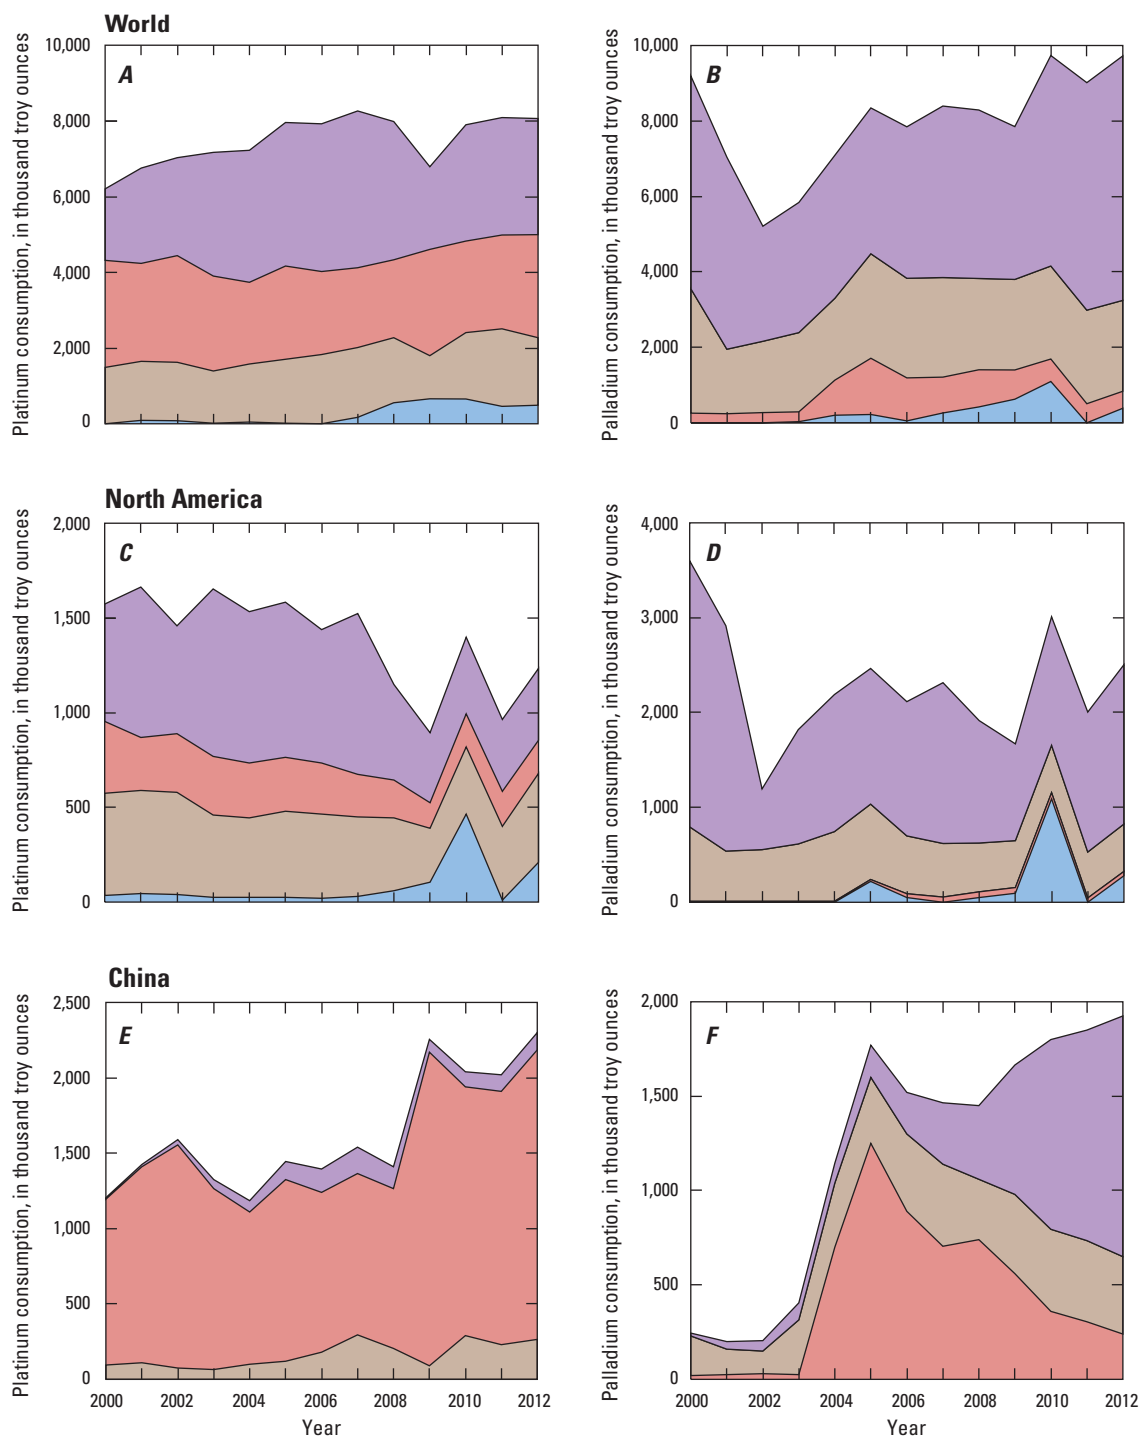 World
Platinum consumption, in thousand troy ounces
10,000
8,000
6,000
4,000
2,000
0
A
Palladium consumption, in thousand troy ounces
10,000
8,000
6,000
4,000
2,000
0
B
North America
Platinum consumption, in thousand troy ounces
2,000
1,500
1,000
500
0
C
Palladium consumption, in thousand troy ounces
4,000
3,000
2,000
1,000
0
D
China
Platinum consumption, in thousand troy ounces
2,500
2,000
1,500
1,000
500
0
E
2000 2002 2004 2006 2008 2010 2012
Year
Palladium consumption, in thousand troy ounces
2,000
1,500
1,000
500
0
F
2000 2002 2004 2006 2008 2010 2012
Year